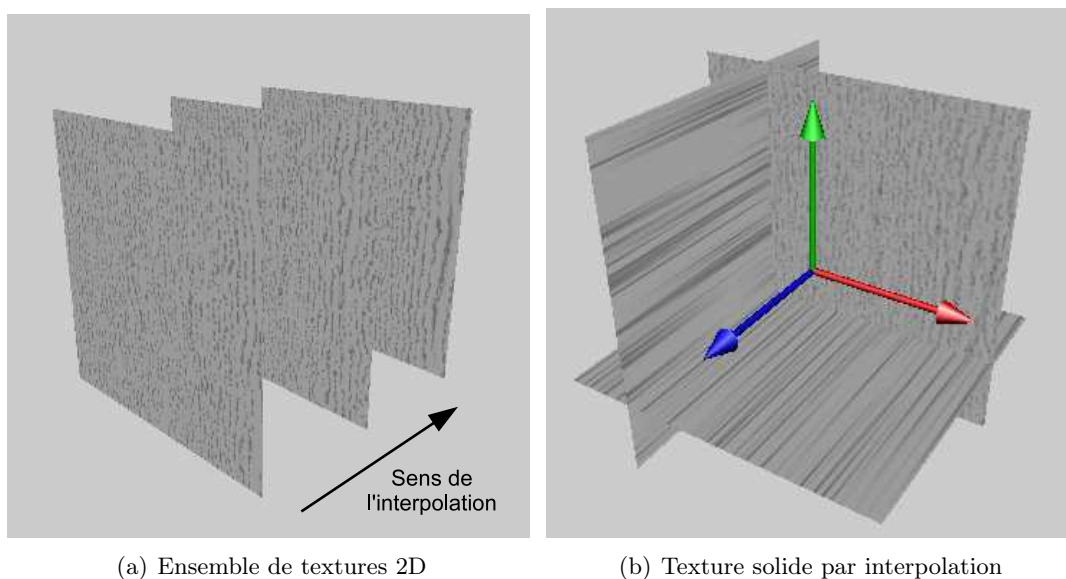 Sens de
l'interpolation
(a) Ensemble de textures 2D
(b) Texture solide par interpolation